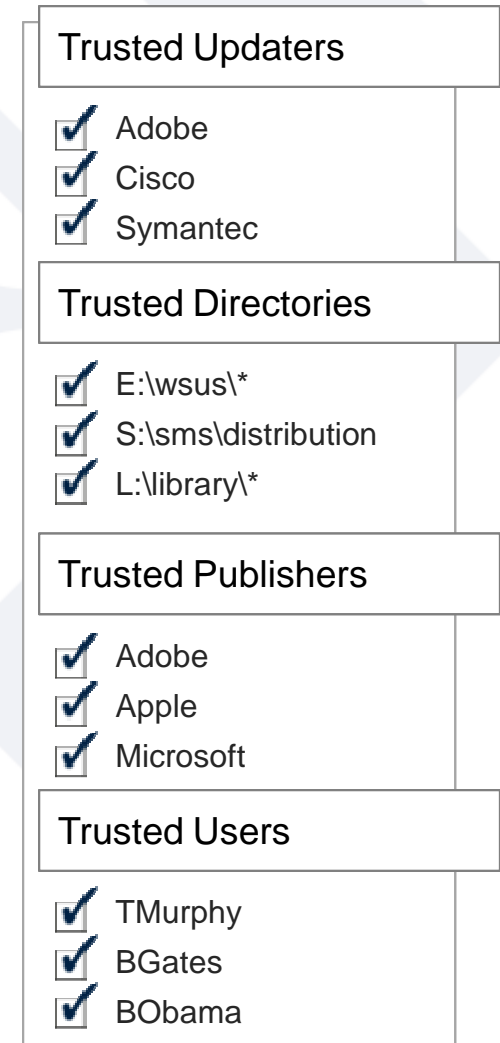 Trusted Updaters
Adobe
Cisco
Symantec
Trusted Directories
E:\wsus\*
S:\sms\distribution
L:\library\*
Trusted Publishers
Adobe
Apple
Microsoft
Trusted Users
TMurphy
BGates
BObama